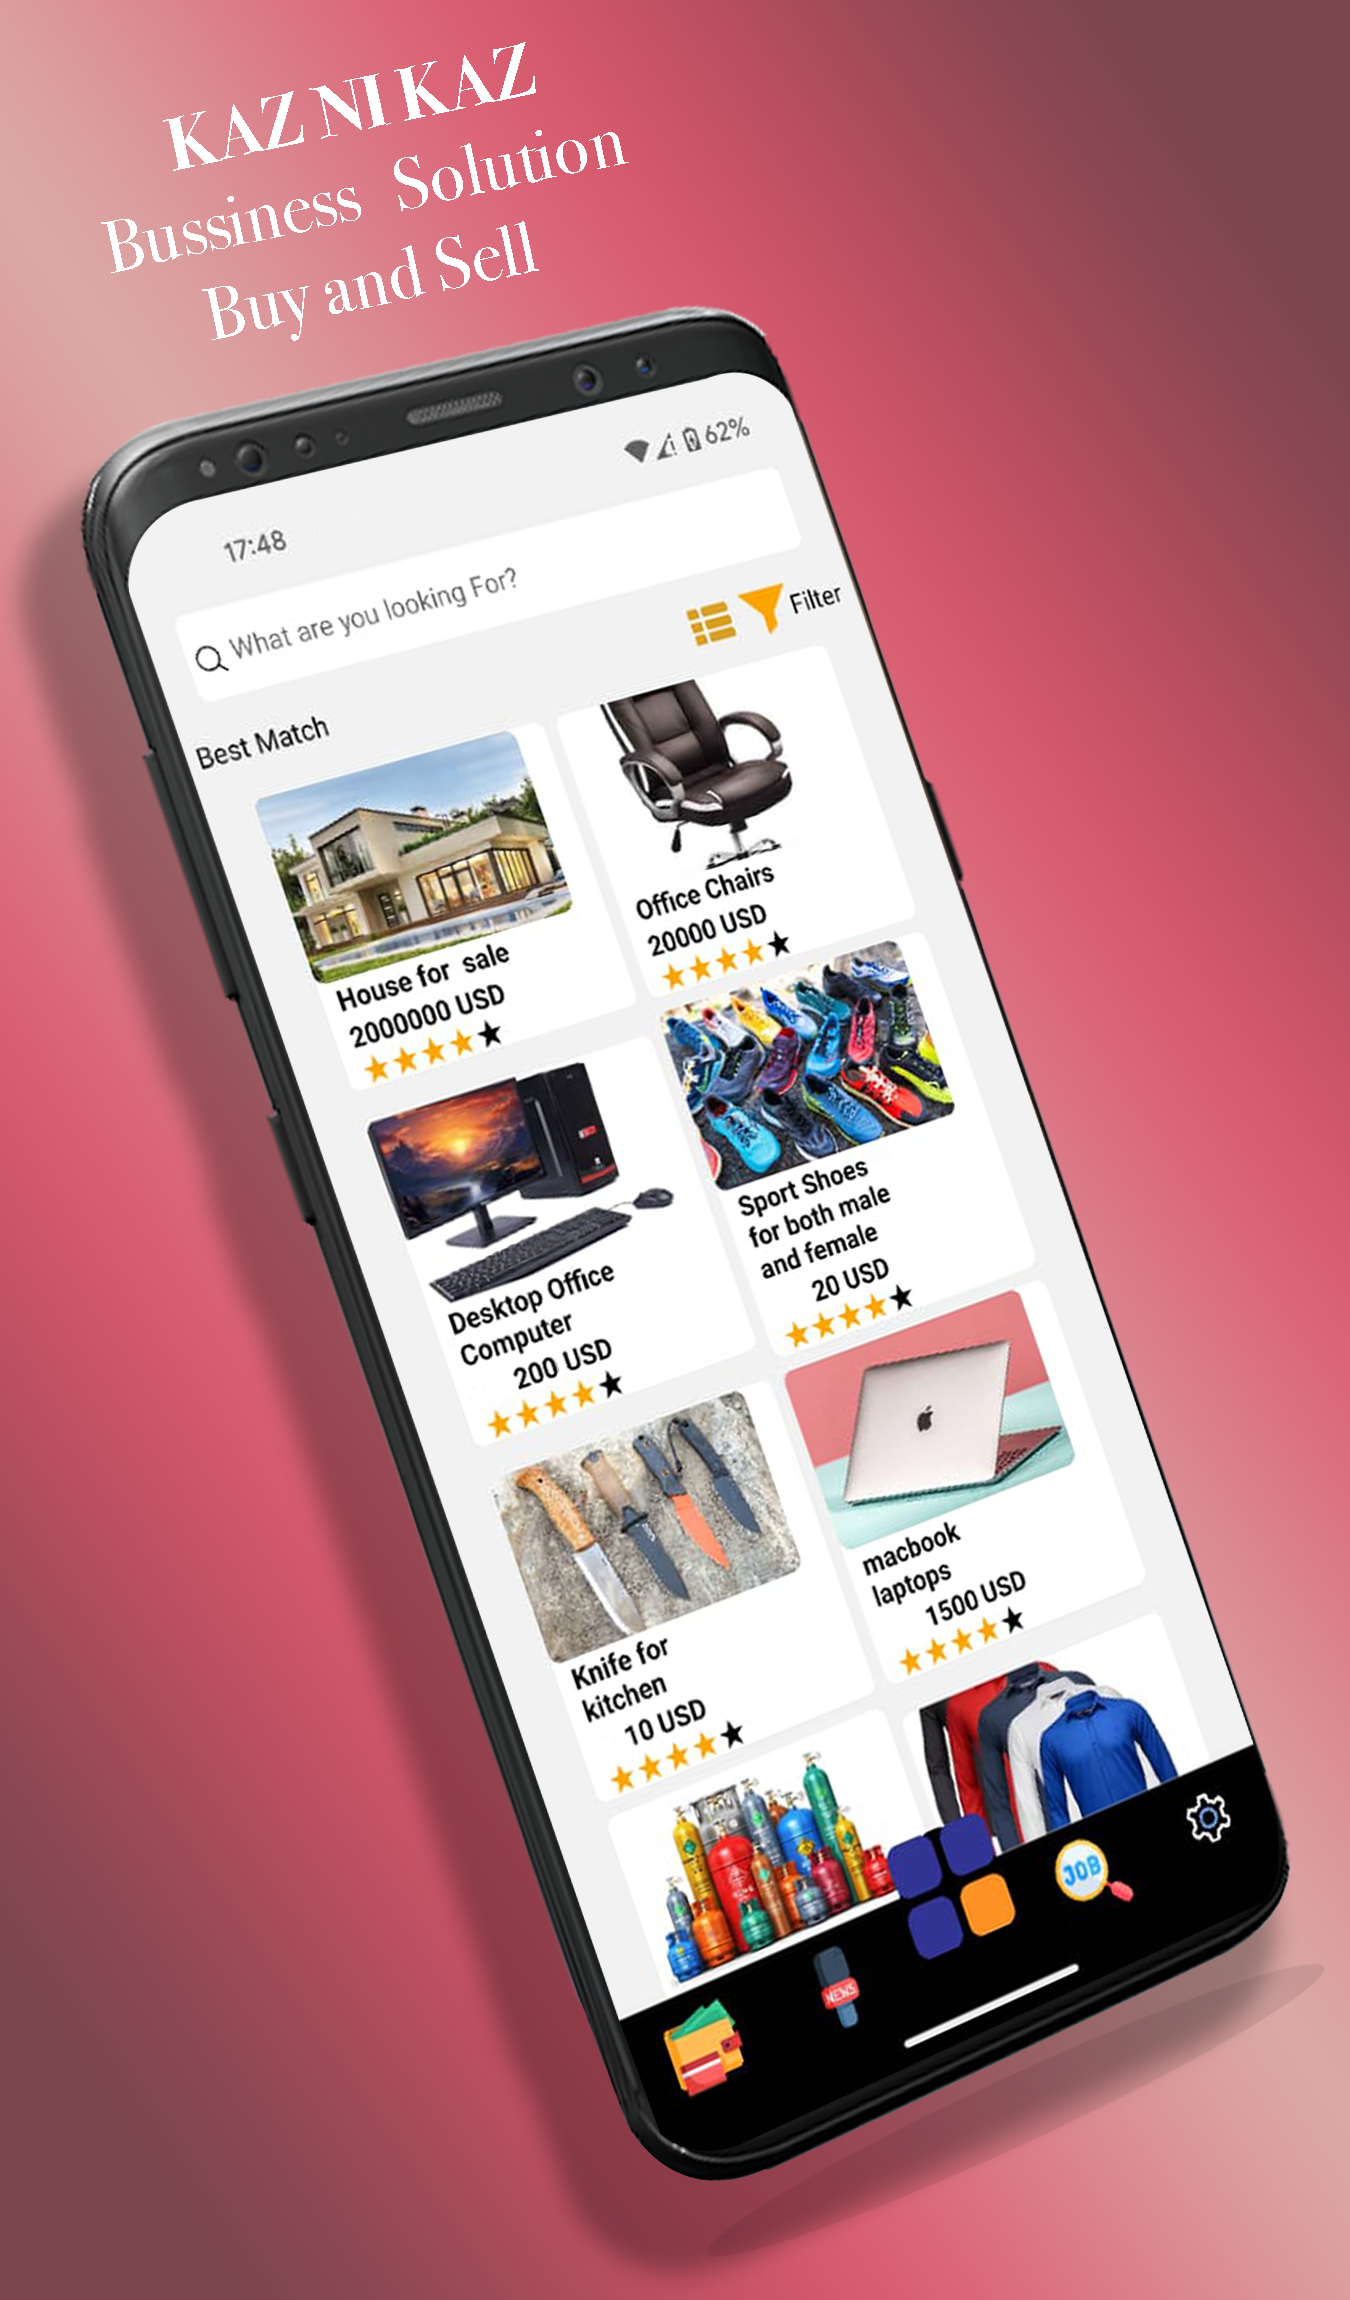 KAZ NI KAZ
Bussiness Solution
Buy and Sell
17:48
62%
What are you looking For?
Filter
Best Match
House for sale
2000000 USD
Office Chairs
20000 USD
Desktop Office
Computer
200 USD
Sport Shoes
for both male
and female
20 USD
Knife for
kitchen
10 USD
macbook
laptops
1500 USD
NEWS
JOB